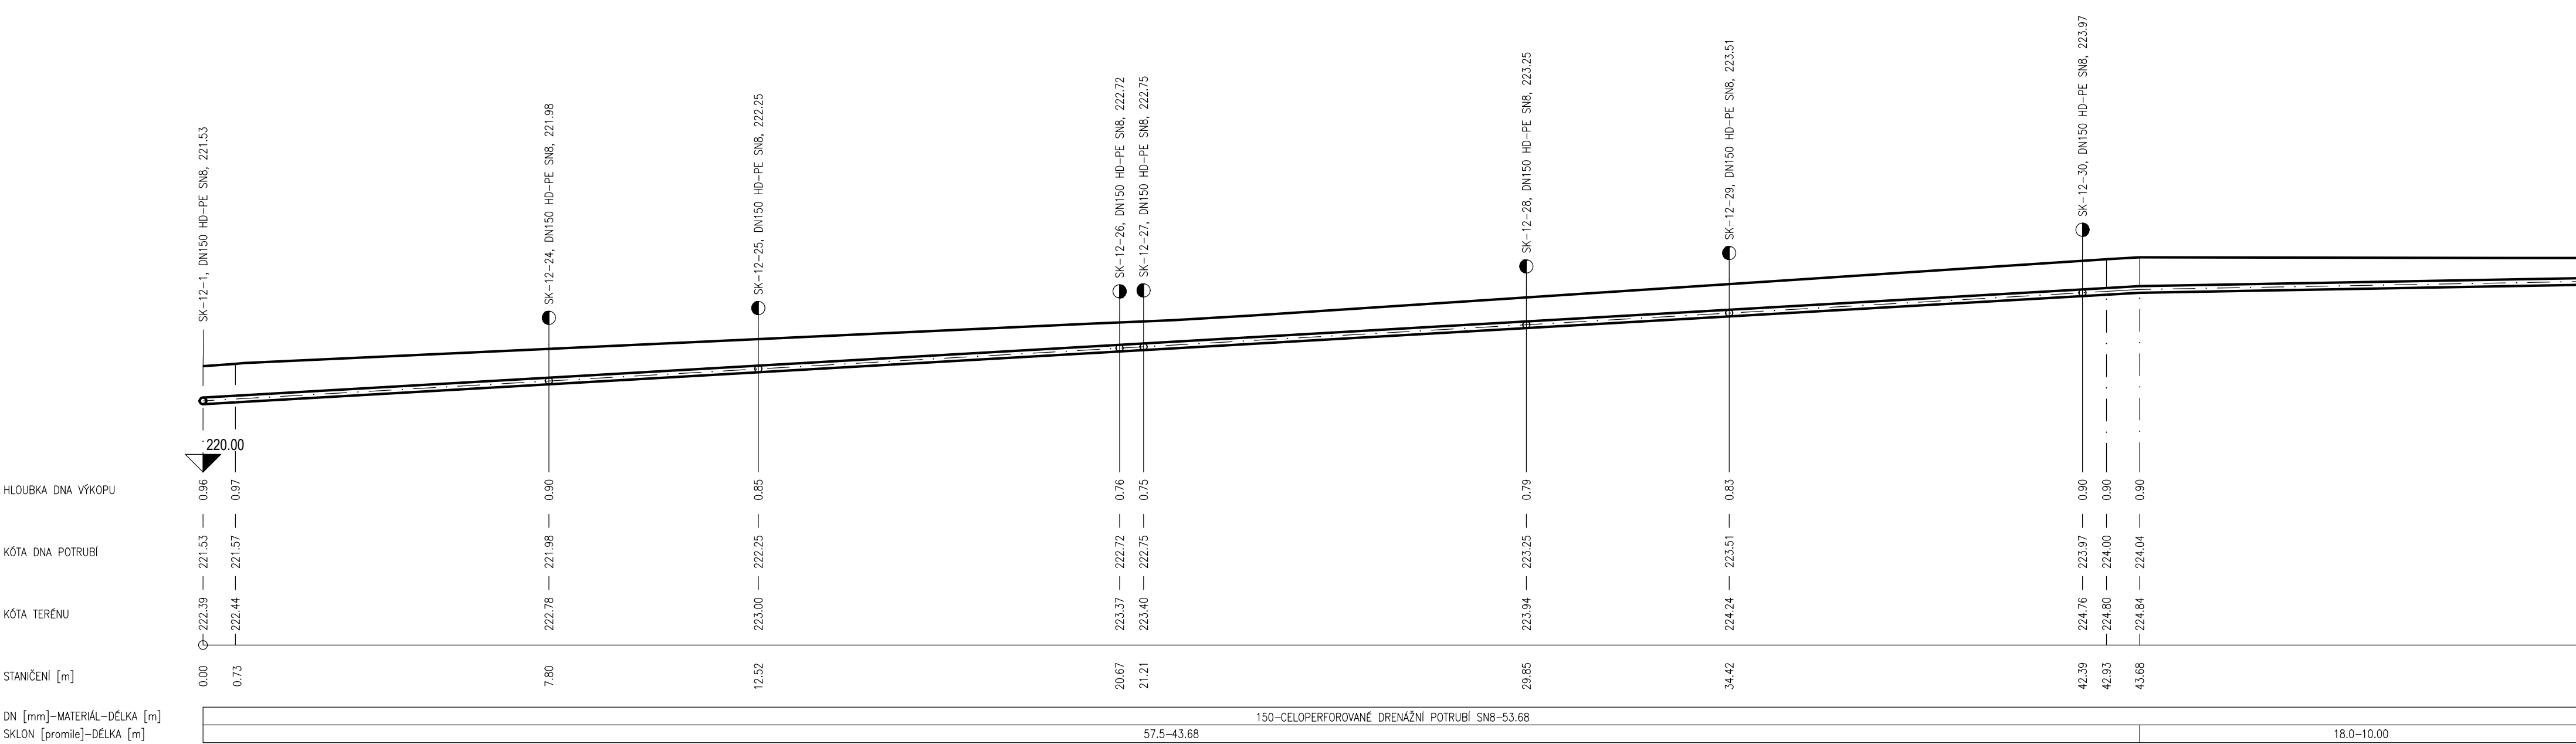 SK-12-1, DN150 HD-PE SN8, 221.53
SK-12-24, DN150 HD-PE SN8, 221.98
SK-12-25, DN150 HD-PE SN8, 222.25
SK-12-26, DN150 HD-PE SN8, 222.72
SK-12-27, DN150 HD-PE SN8, 222.75
SK-12-28, DN150 HD-PE SN8, 223.25
SK-12-29, DN150 HD-PE SN8, 223.51
SK-12-30, DN150 HD-PE SN8, 223.97
220.00
HLOUBKA DNA VÝKOPU 0.96 0.97 0.90 0.85 0.76 0.75 0.79 0.83 0.90 0.90 0.90
KÓTA DNA POTRUBÍ 221.53 221.57 221.98 222.25 222.72 222.75 223.25 223.51 223.97 224.00 224.04
KÓTA TERÉNU 222.39 222.44 222.78 223.00 223.37 223.40 223.94 224.24 224.76 224.80 224.84
STANIČENÍ [m] 0.00 0.73 7.80 12.52 20.67 21.21 29.85 34.42 42.39 42.93 43.68
DN [mm]-MATERIÁL-DÉLKA [m] 150-CELOPERFOROVANÉ DRENÁŽNÍ POTRUBÍ SN8-53.68
SKLON [promile]-DÉLKA [m] 57.5-43.68 18.0-10.00